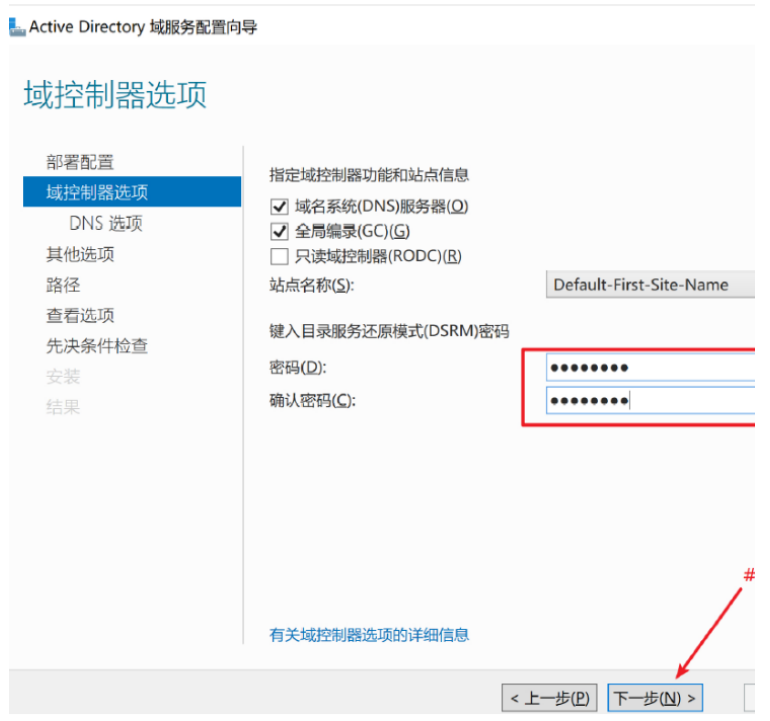 Active Directory 域服务配置向导
域控制器选项
部署配置
域控制器选项
DNS 选项
其他选项
路径
查看选项
先决条件检查
安装
结果
指定域控制器功能和站点信息
域名系统(DNS)服务器(O)
全局编录(GC)(G)
只读域控制器(RODC)(R)
站点名称(S): Default-First-Site-Name
键入目录服务还原模式(DSRM)密码
密码(D): ●●●●●●●●
确认密码(C): ●●●●●●●●
#
有关域控制器选项的详细信息
< 上一步(P) 下一步(N) >